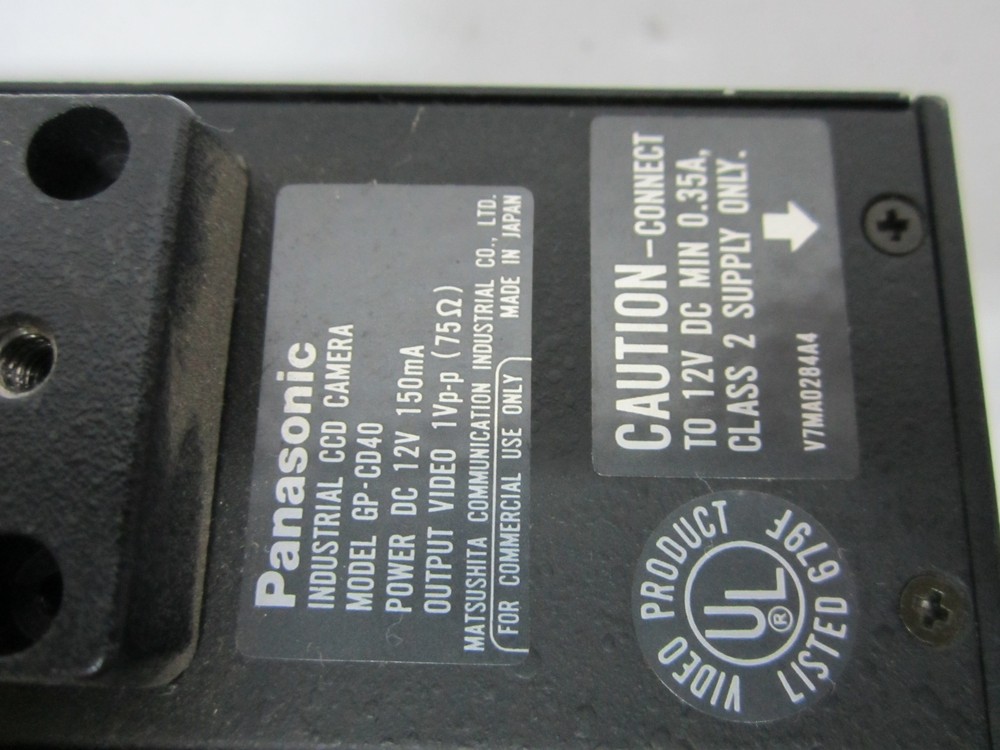 Panasonic
INDUSTRIAL CCD CAMERA
MODEL GP-CD40
POWER DC 12V 150mA
OUTPUT VIDEO 1Vp-p (75Ω)
MATSUSHITA COMMUNICATION INDUSTRIAL CO., LTD.
FOR COMMERCIAL USE ONLY MADE IN JAPAN
CAUTION-CONNECT
TO 12V DC MIN 0.35A,
CLASS 2 SUPPLY ONLY.
V7MA0284A4
VIDEO PRODUCT
UL ®
LISTED 679F